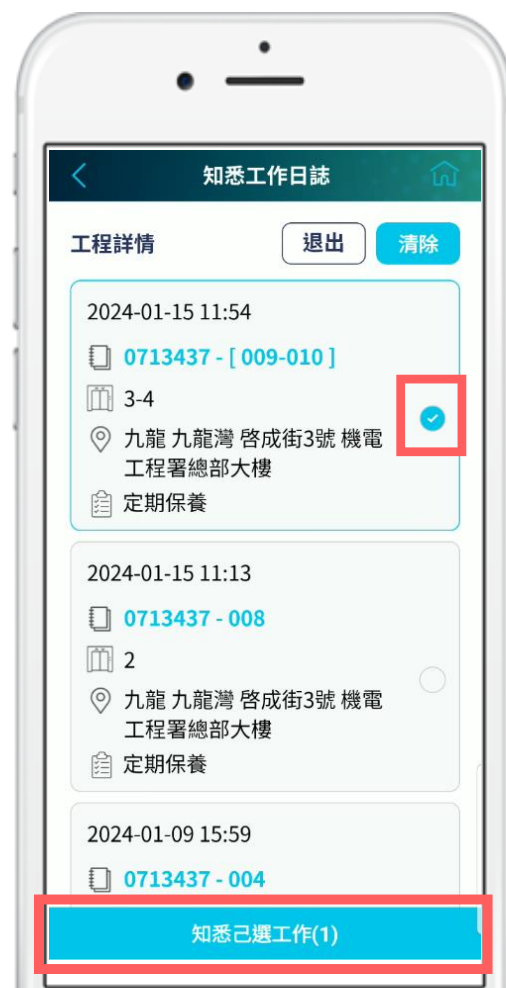 知悉工作日誌
工程詳情 退出 清除
2024-01-15 11:54
0713437 - [ 009-010 ]
3-4
九龍 九龍灣 啓成街3號 機電
工程署總部大樓
定期保養
2024-01-15 11:13
0713437 - 008
2
九龍 九龍灣 啓成街3號 機電
工程署總部大樓
定期保養
2024-01-09 15:59
0713437 - 004
知悉己選工作(1)